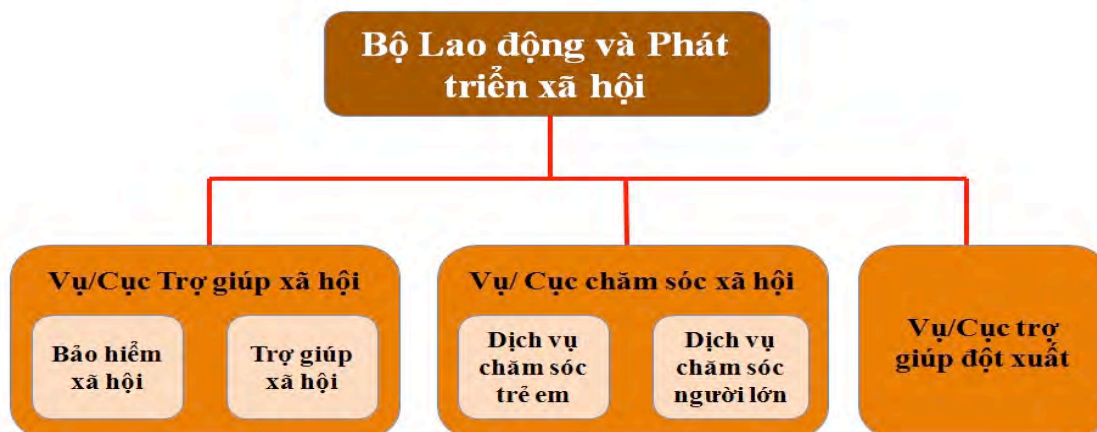 Bộ Lao động và Phát
triển xã hội
Vụ/Cục Trợ giúp xã hội
Bảo hiểm
xã hội
Trợ giúp
xã hội
Vụ/ Cục chăm sóc xã hội
Dịch vụ
chăm sóc
trẻ em
Dịch vụ
chăm sóc
người lớn
Vụ/Cục trợ
giúp đột xuất